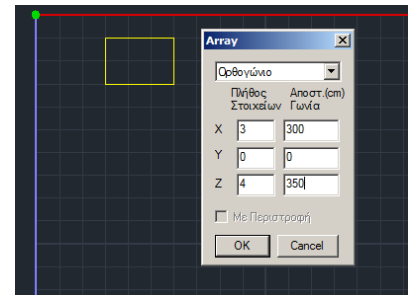 Array
Ορθογώνιο
Πλήθος Αποστ.(cm)
Στοιχείων Γωνία
X 3 300
Y 0 0
Z 4 350
Με Περιστροφή
OK Cancel